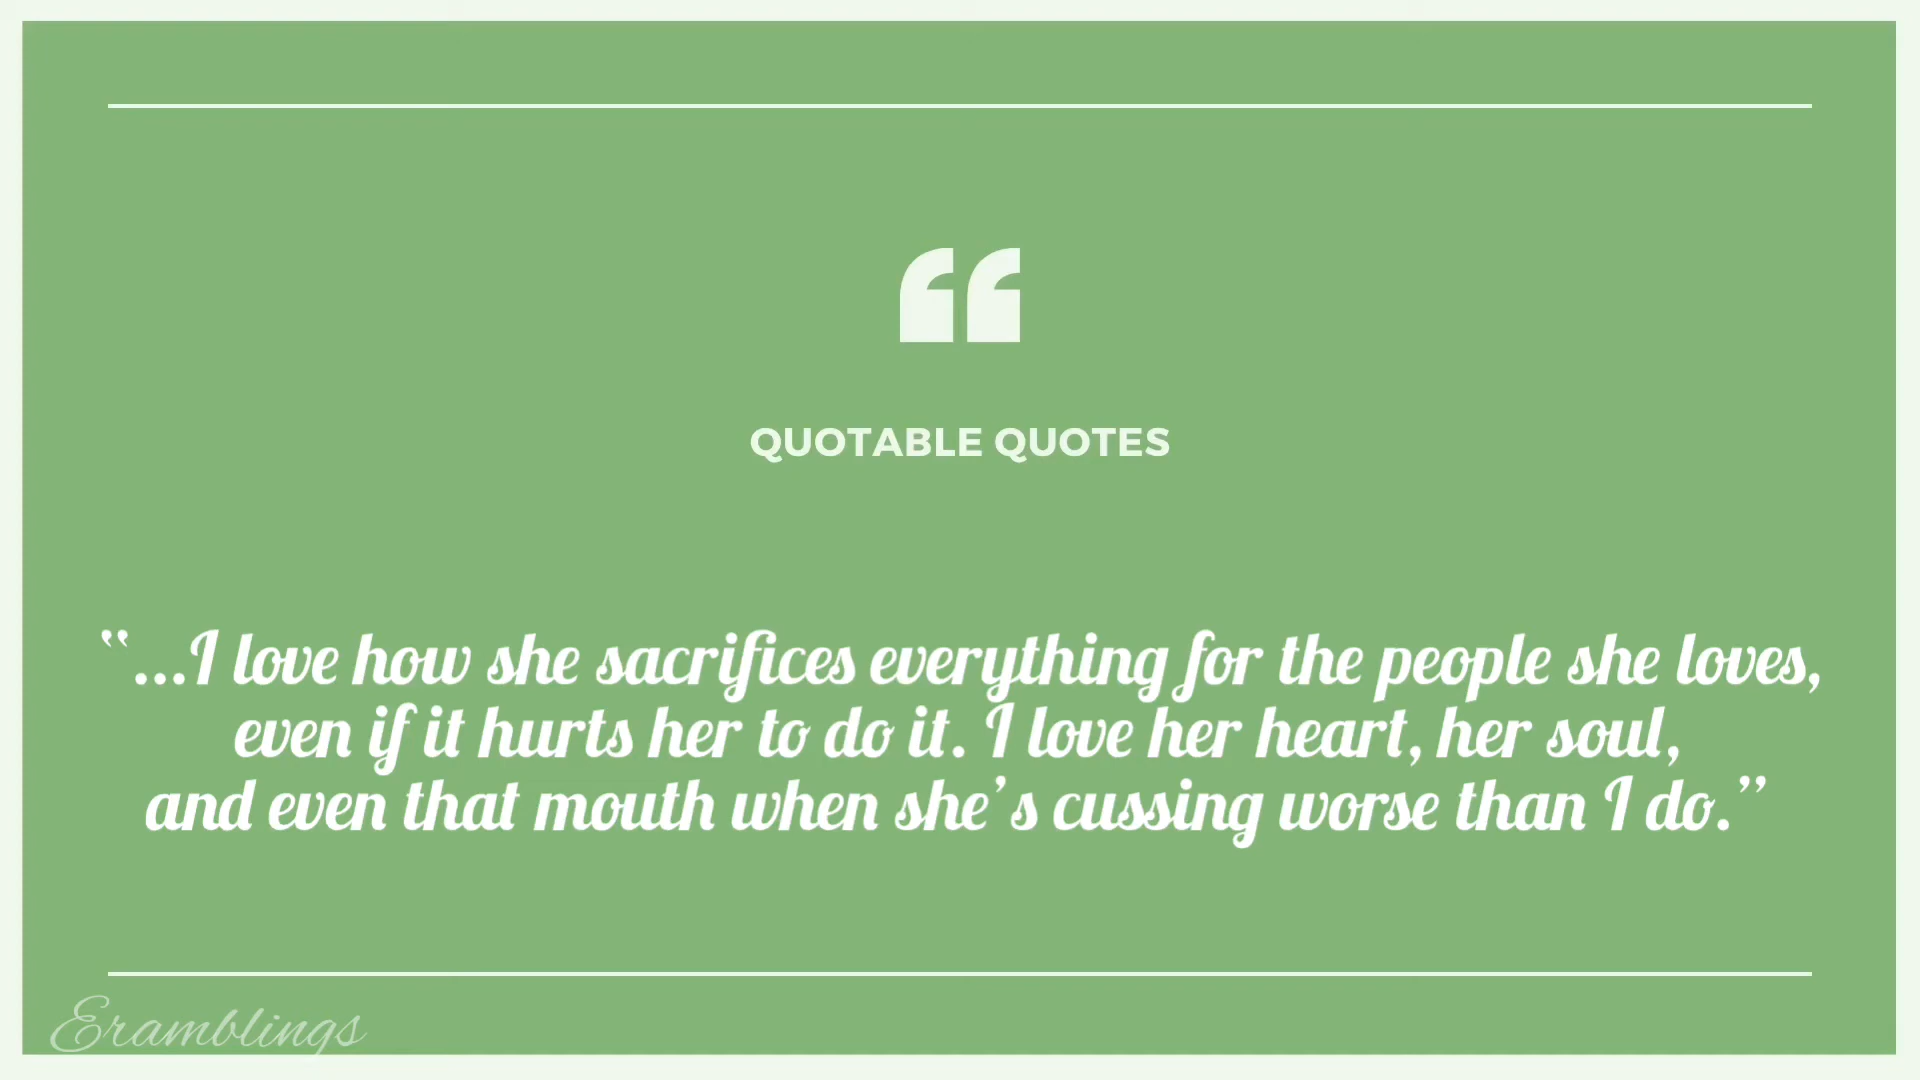 QUOTABLE QUOTES
“...I love how she sacrifices everything for the people she loves,
even if it hurts her to do it. I love her heart, her soul,
and even that mouth when she’s cussing worse than I do.”
Eramblings